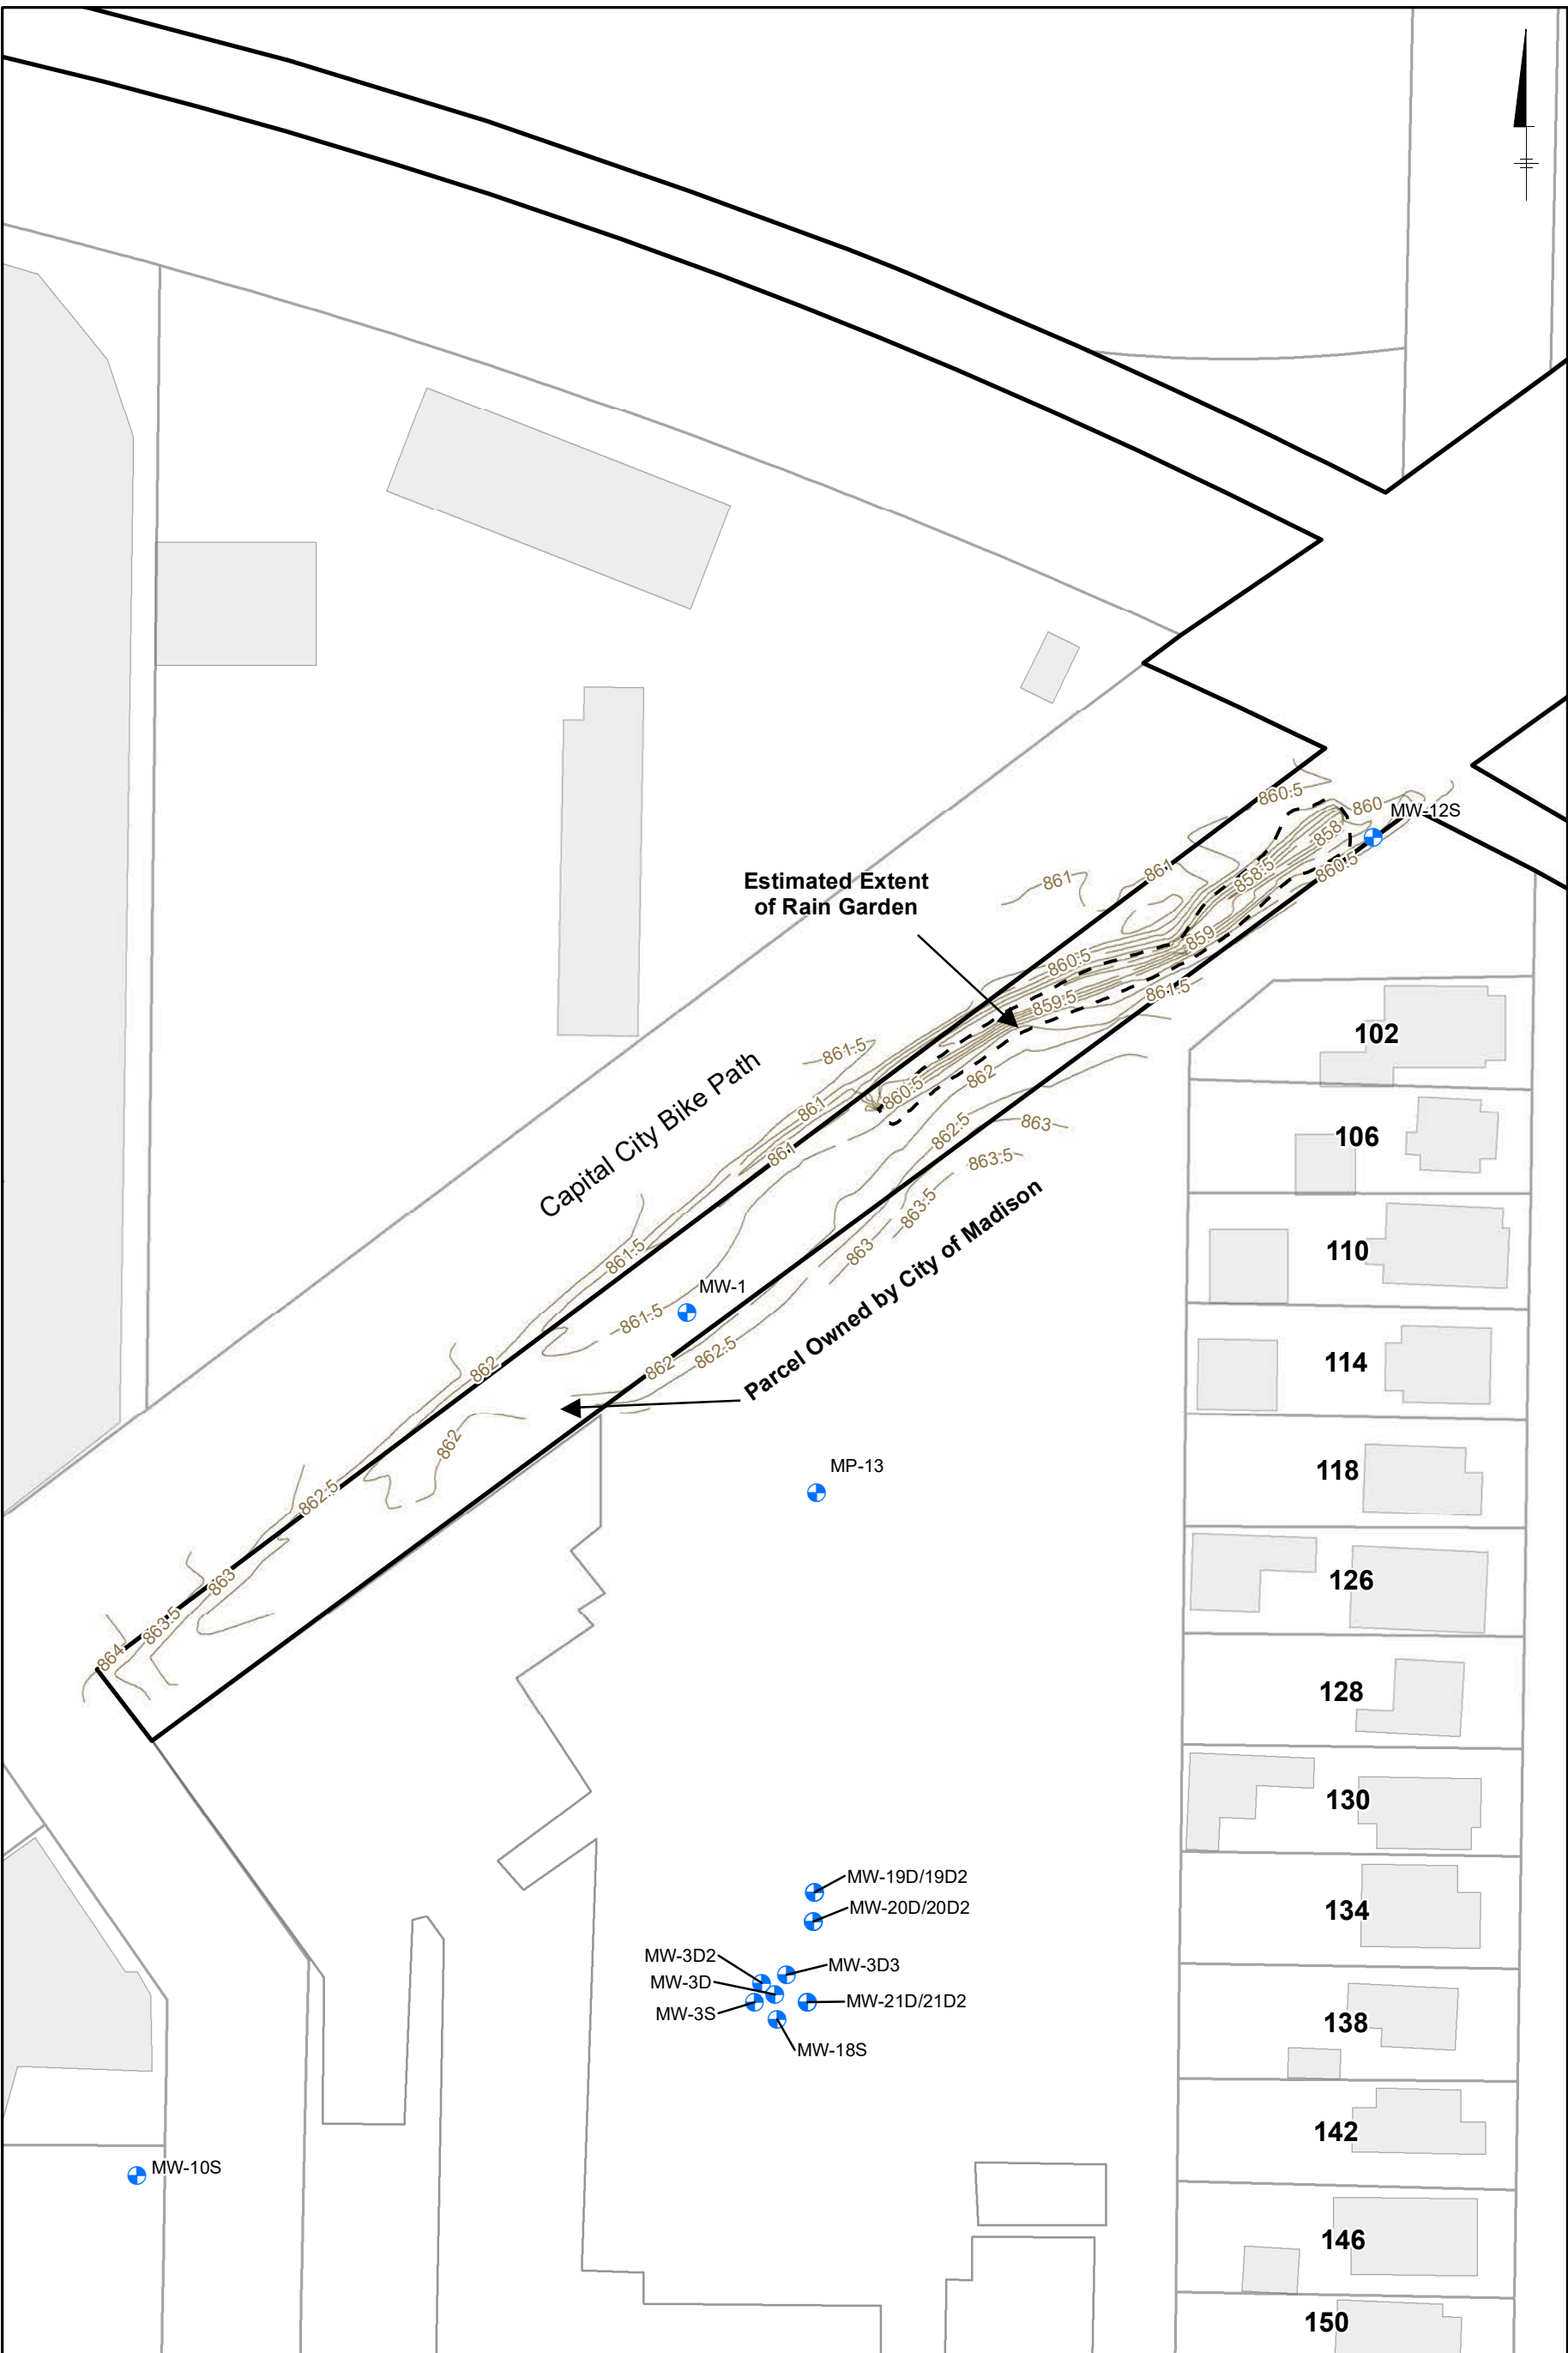 860.5
860
MW-12S
858
860.5
858.5
861
861
Estimated Extent
of Rain Garden
859
860.5
861.5
859.5
102
861.5
862
860.5
861
Capital City Bike Path
863
862.5
106
861
863.5
863.5
Parcel Owned by City of Madison
863
110
861.5
MW-1
861.5
862.5
862
862
114
862
MP-13
118
862.5
126
863
863.5
864
128
130
MW-19D/19D2
MW-20D/20D2
134
MW-3D2
MW-3D3
MW-3D
MW-21D/21D2
MW-3S
138
MW-18S
142
MW-10S
146
150